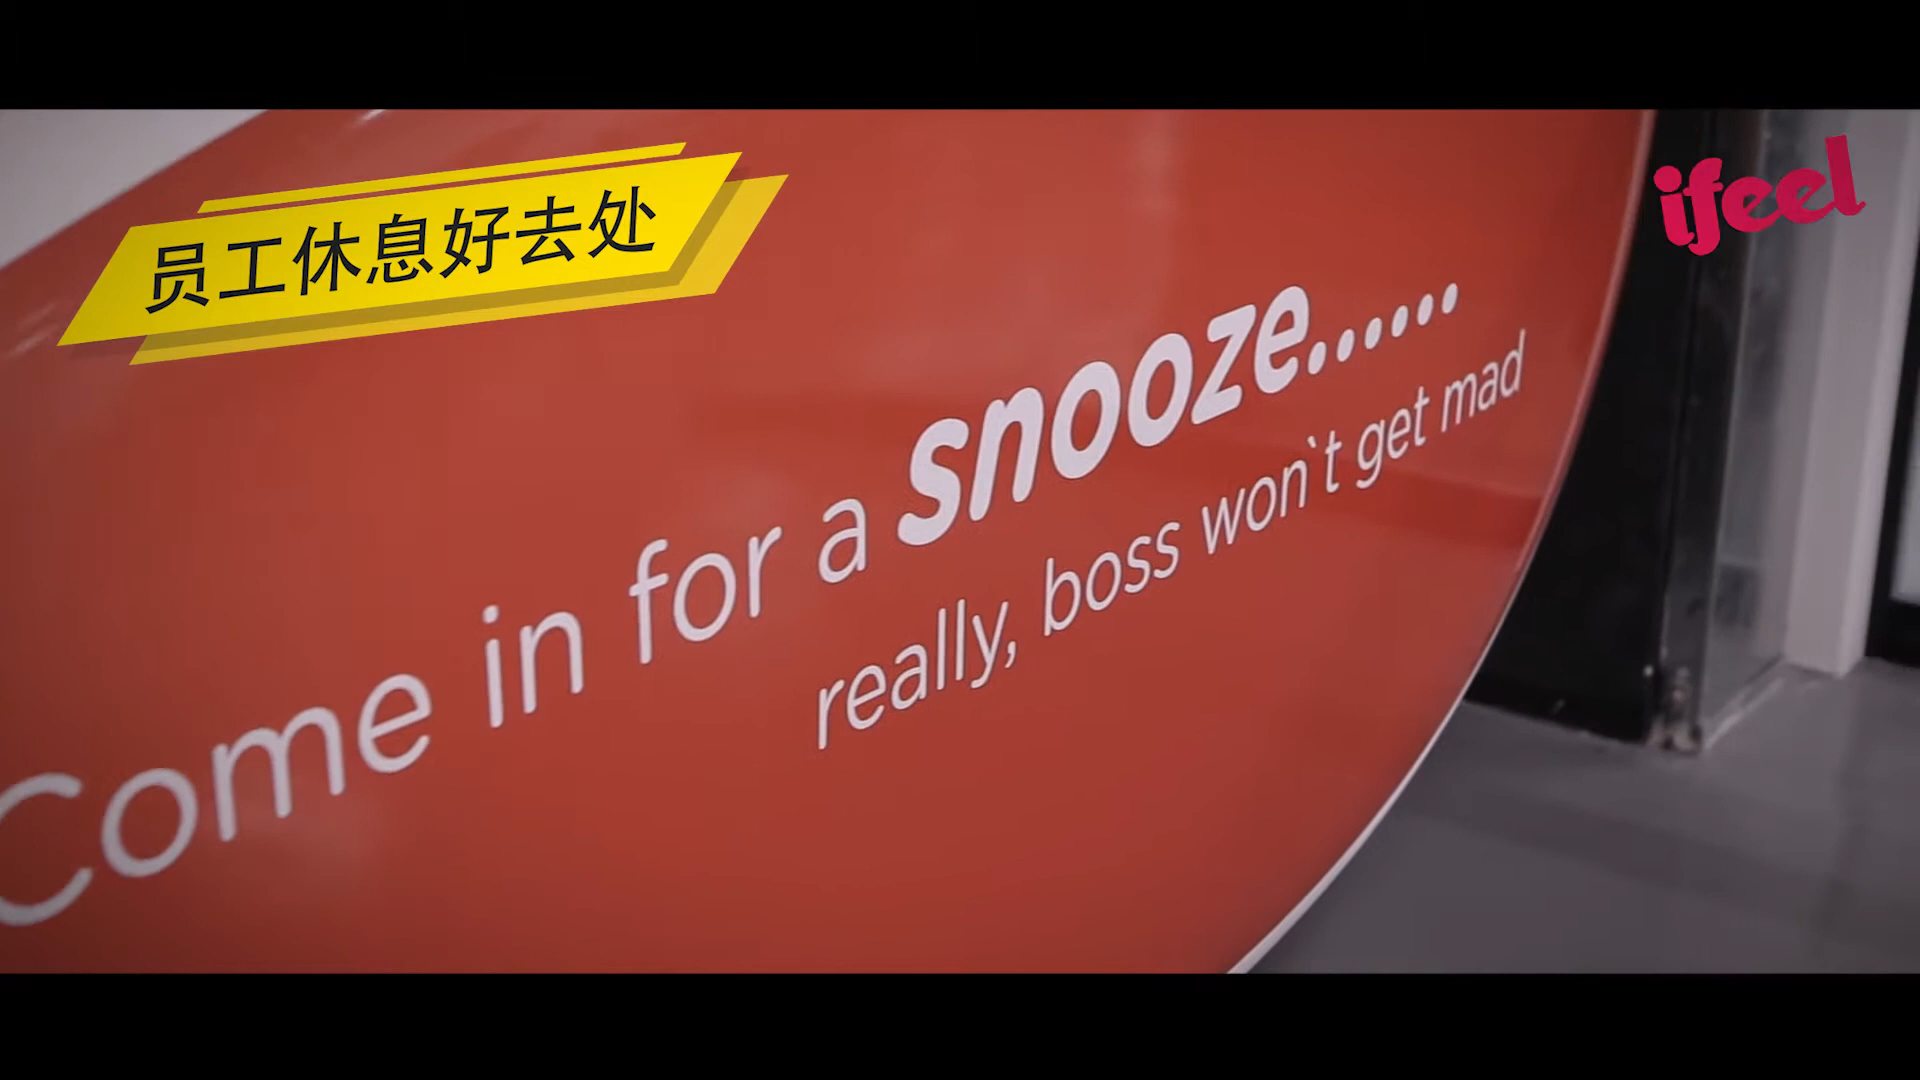 员工休息好去处
ifeel
Come in for a snooze......
really, boss won`t get mad